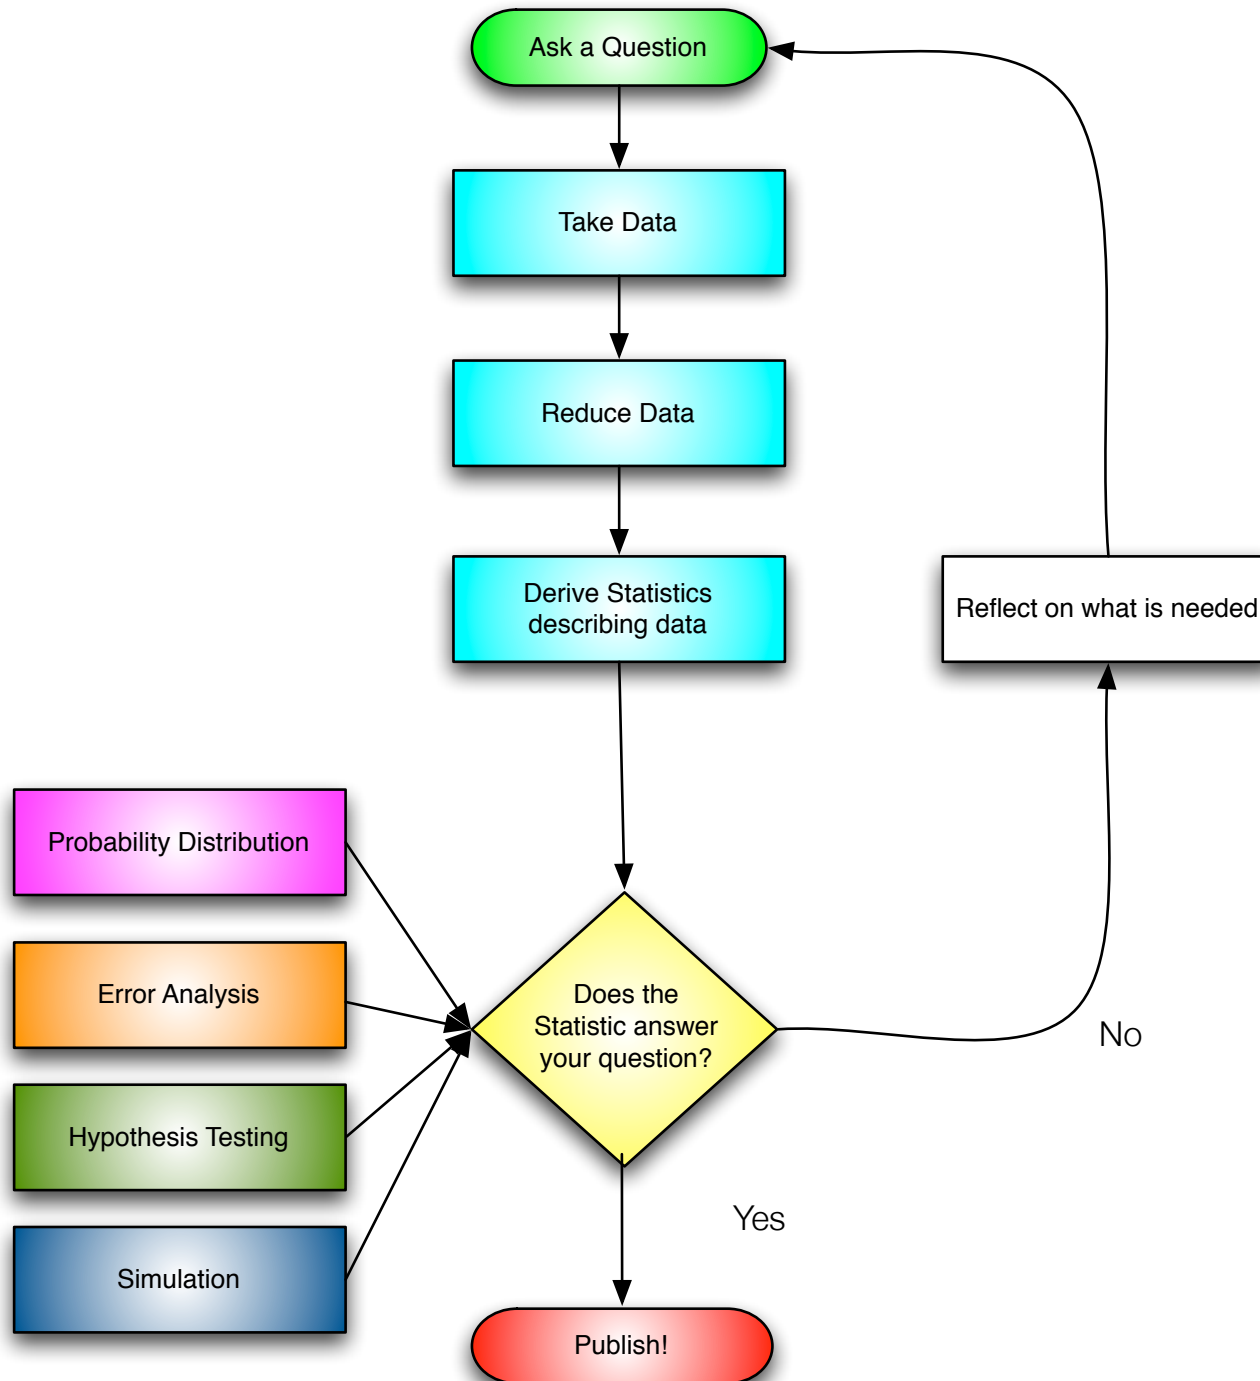 Ask a Question
Take Data
Reduce Data
Derive Statistics
describing data
Reflect on what is needed
Probability Distribution
Error Analysis
Does the
Statistic answer
your question?
No
Hypothesis Testing
Yes
Simulation
Publish!